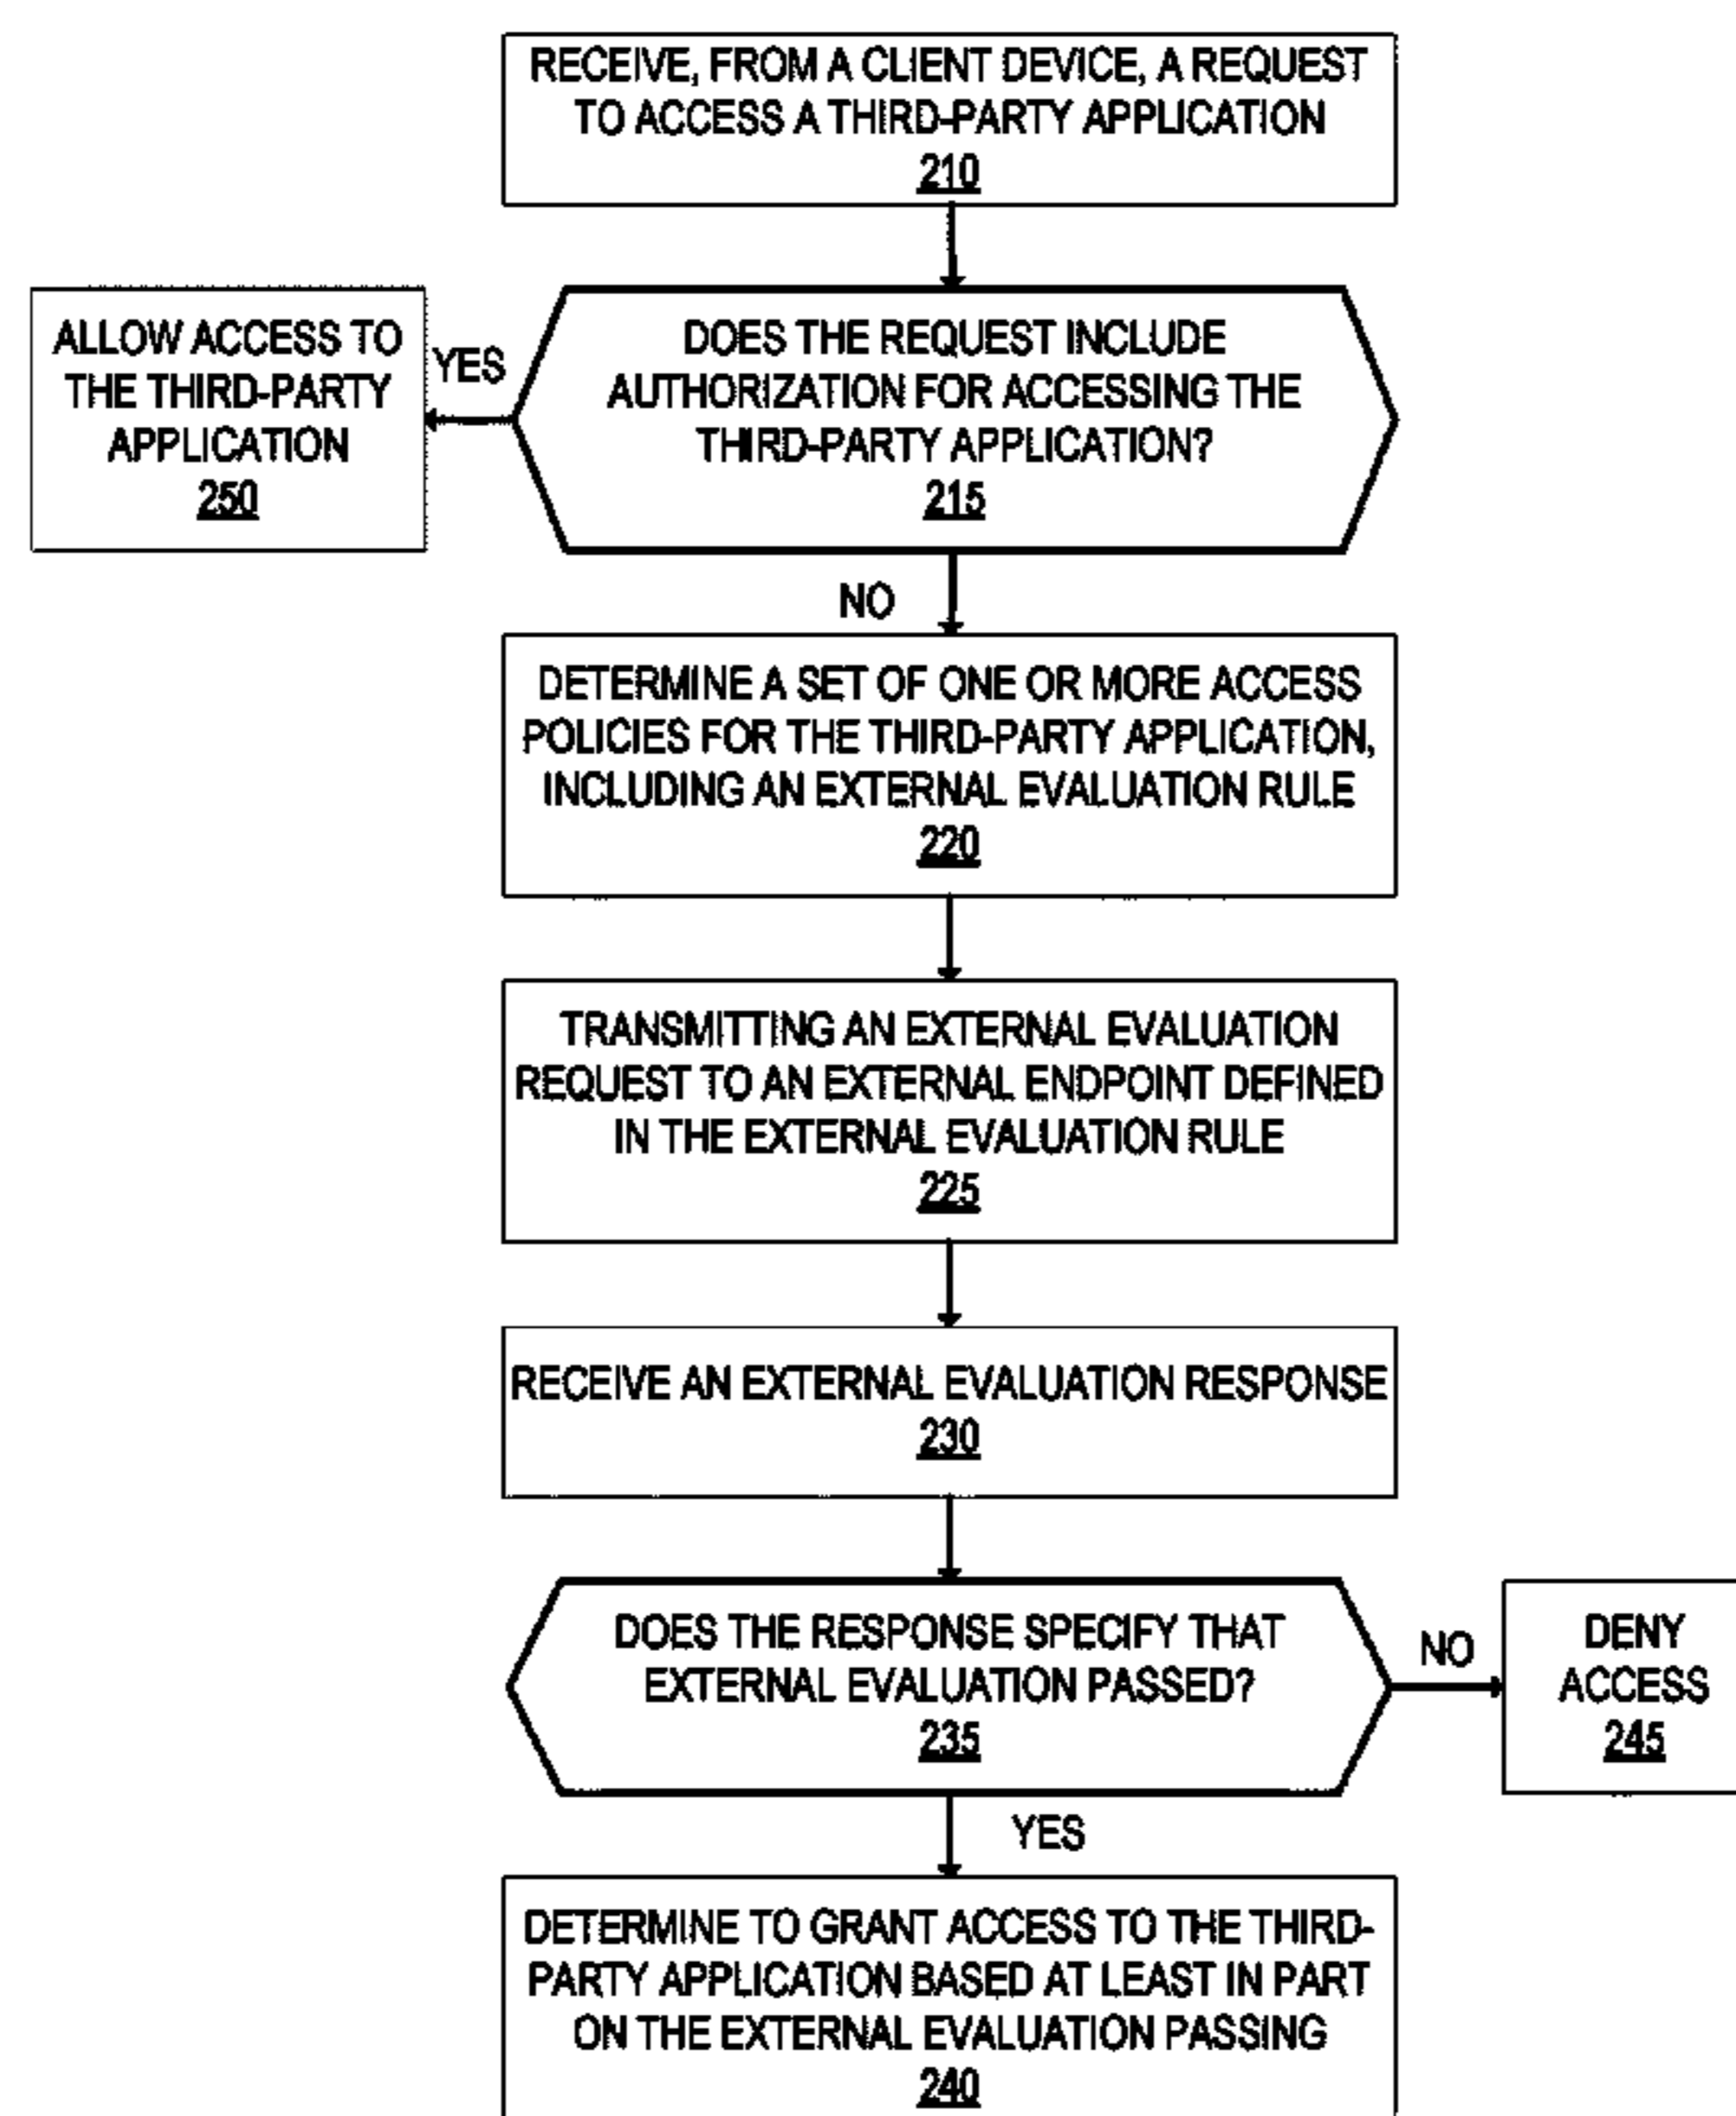 RECEIVE, FROM A CLIENT DEVICE, A REQUEST
TO ACCESS A THIRD-PARTY APPLICATION
210
ALLOW ACCESS TO
THE THIRD-PARTY
APPLICATION
250
YES
DOES THE REQUEST INCLUDE
AUTHORIZATION FOR ACCESSING THE
THIRD-PARTY APPLICATION?
215
NO
DETERMINE A SET OF ONE OR MORE ACCESS
POLICIES FOR THE THIRD-PARTY APPLICATION,
INCLUDING AN EXTERNAL EVALUATION RULE
220
TRANSMITTING AN EXTERNAL EVALUATION
REQUEST TO AN EXTERNAL ENDPOINT DEFINED
IN THE EXTERNAL EVALUATION RULE
225
RECEIVE AN EXTERNAL EVALUATION RESPONSE
230
DOES THE RESPONSE SPECIFY THAT
EXTERNAL EVALUATION PASSED?
235
NO
DENY
ACCESS
245
YES
DETERMINE TO GRANT ACCESS TO THE THIRD-
PARTY APPLICATION BASED AT LEAST IN PART
ON THE EXTERNAL EVALUATION PASSING
240